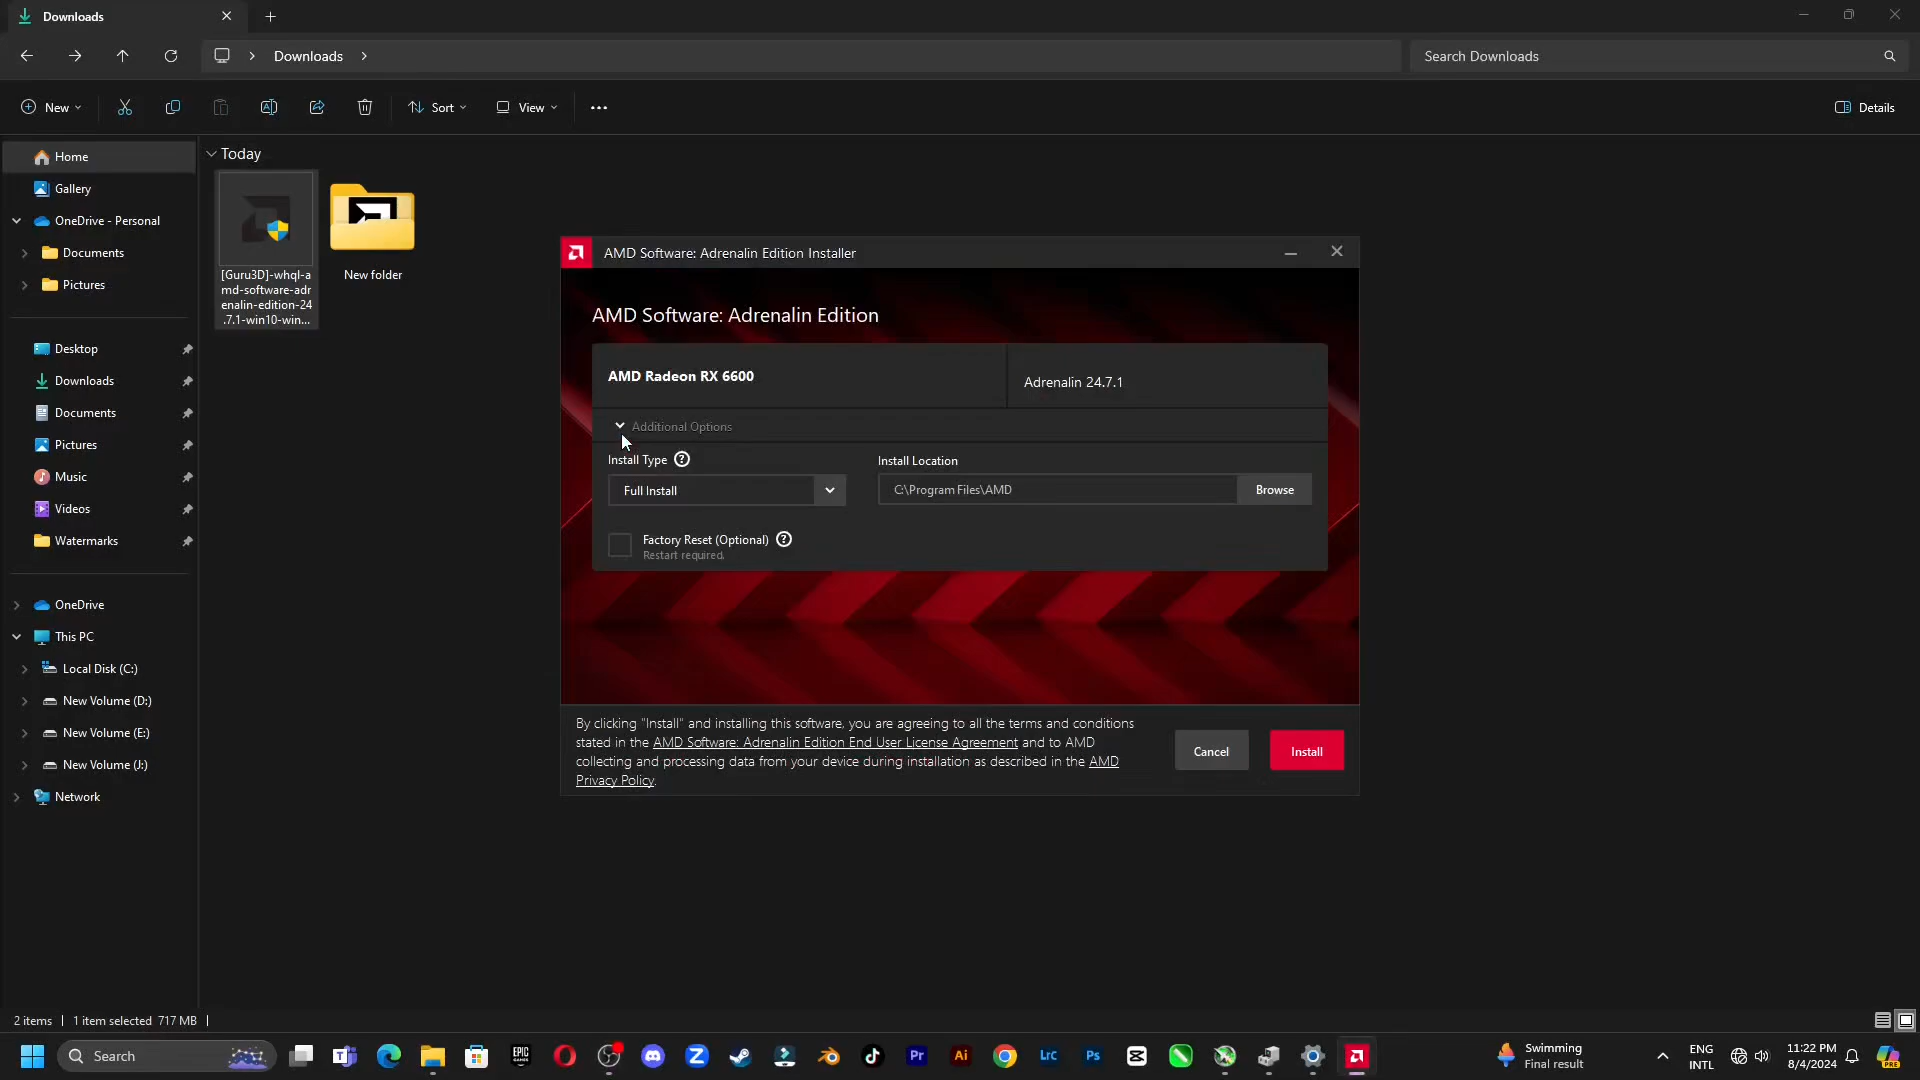 Downloads
Downloads
Search Downloads
New
Sort
View
Details
Home
Gallery
OneDrive - Personal
Documents
Pictures
Desktop
Downloads
Documents
Pictures
Music
Videos
Watermarks
OneDrive
This PC
Local Disk (C:)
New Volume (D:)
New Volume (E:)
New Volume (J:)
Network
Today
[Guru3D]-whql-a
md-software-adr
enalin-edition-24
.7.1-win10-win...
New folder
AMD Software: Adrenalin Edition Installer
AMD Software: Adrenalin Edition
AMD Radeon RX 6600
Adrenalin 24.7.1
Additional Options
Install Type ?
Install Location
Full Install
C:\Program Files\AMD
Browse
Factory Reset (Optional) ?
Restart required.
By clicking "Install" and installing this software, you are agreeing to all the terms and conditions
stated in the AMD Software: Adrenalin Edition End User License Agreement and to AMD
collecting and processing data from your device during installation as described in the AMD
Privacy Policy.
Cancel
Install
2 items
1 item selected 717 MB
Search
EPIC
GAMES
Pr
Ai
LrC
Ps
Swimming
Final result
ENG
INTL
11:22 PM
8/4/2024
PRE